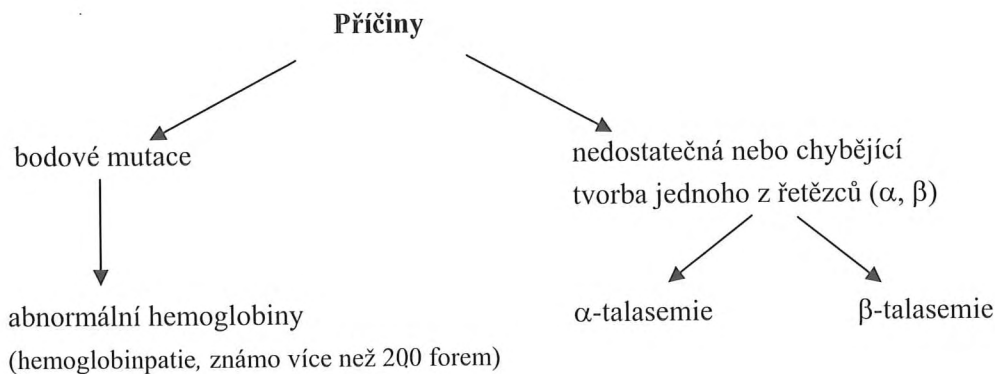 Příčiny
bodové mutace
nedostatečná nebo chybějící
tvorba jednoho z řetězců (α, β)
abnormální hemoglobiny
(hemoglobinpatie, známo více než 200 forem)
α-talasemie
β-talasemie